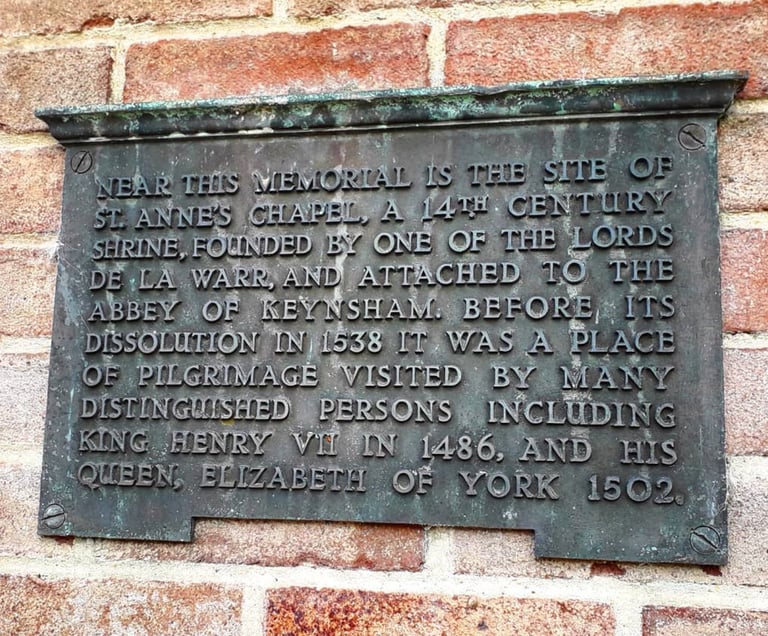 NEAR THIS MEMORIAL IS THE SITE OF
ST. ANNE'S CHAPEL, A 14TH CENTURY
SHRINE, FOUNDED BY ONE OF THE LORDS
DE LA WARR, AND ATTACHED TO THE
ABBEY OF KEYNSHAM. BEFORE ITS
DISSOLUTION IN 1538 IT WAS A PLACE
OF PILGRIMAGE VISITED BY MANY
DISTINGUISHED PERSONS INCLUDING
KING HENRY VII IN 1486, AND HIS
QUEEN, ELIZABETH OF YORK 1502.